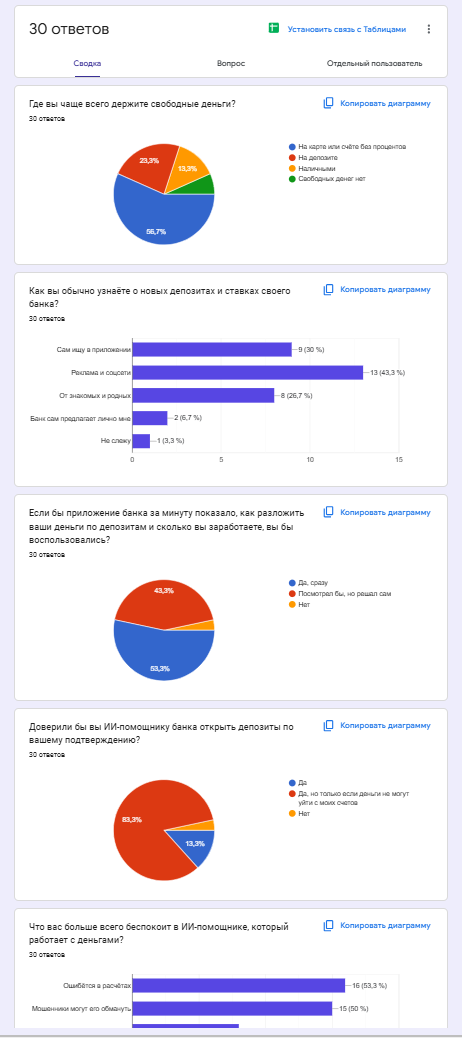 30 ответов
Установить связь с Таблицами
Сводка
Вопрос
Отдельный пользователь
Где вы чаще всего держите свободные деньги?
Копировать диаграмму
30 ответов
23,3%
13,3%
56,7%
На карте или счёте без процентов
На депозите
Наличными
Свободных денег нет
Как вы обычно узнаёте о новых депозитах и ставках своего
банка?
Копировать диаграмму
30 ответов
Сам ищу в приложении
9 (30 %)
Реклама и соцсети
13 (43,3 %)
От знакомых и родных
8 (26,7 %)
Банк сам предлагает лично мне
2 (6,7 %)
Не слежу
1 (3,3 %)
0
5
10
15
Если бы приложение банка за минуту показало, как разложить
ваши деньги по депозитам и сколько вы заработаете, вы бы
воспользовались?
Копировать диаграмму
30 ответов
43,3%
53,3%
Да, сразу
Посмотрел бы, но решал сам
Нет
Доверили бы вы ИИ-помощнику банка открыть депозиты по
вашему подтверждению?
Копировать диаграмму
30 ответов
83,3%
13,3%
Да
Да, но только если деньги не могут
уйти с моих счетов
Нет
Что вас больше всего беспокоит в ИИ-помощнике, который
работает с деньгами?
Копировать диаграмму
30 ответов
Ошибётся в расчётах
16 (53,3 %)
Мошенники могут его обмануть
15 (50 %)